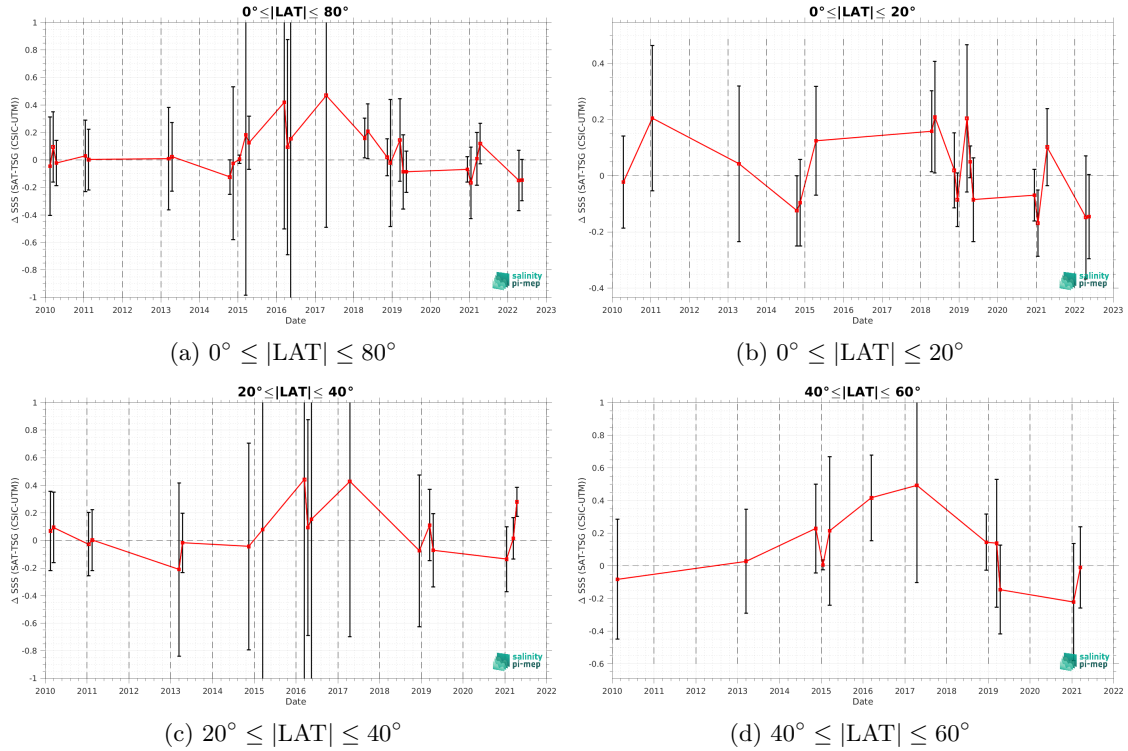 0°≤|LAT|≤ 80°
1
0.8
0.6
0.4
0.2
0
-0.2
-0.4
-0.6
-0.8
-1
Δ SSS (SAT-TSG (CSIC-UTM))
2010 2011 2012 2013 2014 2015 2016 2017 2018 2019 2020 2021 2022 2023
Date
salinity
pi-mep
(a) 0° ≤ |LAT| ≤ 80°
0°≤|LAT|≤ 20°
0.4
0.2
0
-0.2
-0.4
Δ SSS (SAT-TSG (CSIC-UTM))
2010 2011 2012 2013 2014 2015 2016 2017 2018 2019 2020 2021 2022 2023
Date
salinity
pi-mep
(b) 0° ≤ |LAT| ≤ 20°
20°≤|LAT|≤ 40°
1
0.8
0.6
0.4
0.2
0
-0.2
-0.4
-0.6
-0.8
-1
Δ SSS (SAT-TSG (CSIC-UTM))
2010 2011 2012 2013 2014 2015 2016 2017 2018 2019 2020 2021 2022
Date
salinity
pi-mep
(c) 20° ≤ |LAT| ≤ 40°
40°≤|LAT|≤ 60°
1
0.8
0.6
0.4
0.2
0
-0.2
-0.4
-0.6
Δ SSS (SAT-TSG (CSIC-UTM))
2010 2011 2012 2013 2014 2015 2016 2017 2018 2019 2020 2021 2022
Date
salinity
pi-mep
(d) 40° ≤ |LAT| ≤ 60°